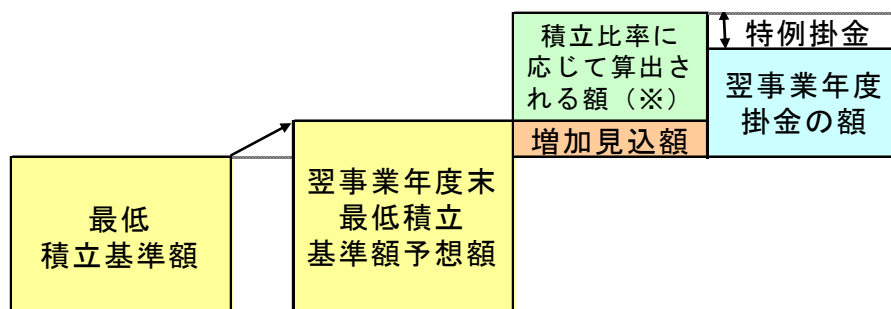 積立比率に
応じて算出さ
れる額（※）
特例掛金
翌事業年度
掛金の額
増加見込額
翌事業年度末
最低積立
基準額予想額
最低
積立基準額